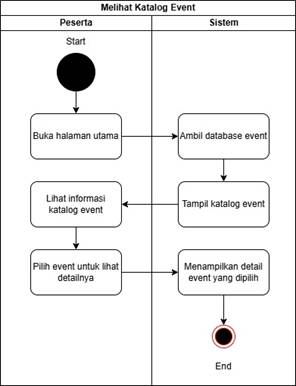 Melihat Katalog Event
Peserta
Sistem
Start
Buka halaman utama
Ambil database event
Tampil katalog event
Lihat informasi
katalog event
Pilih event untuk lihat
detailnya
Menampilkan detail
event yang dipilih
End